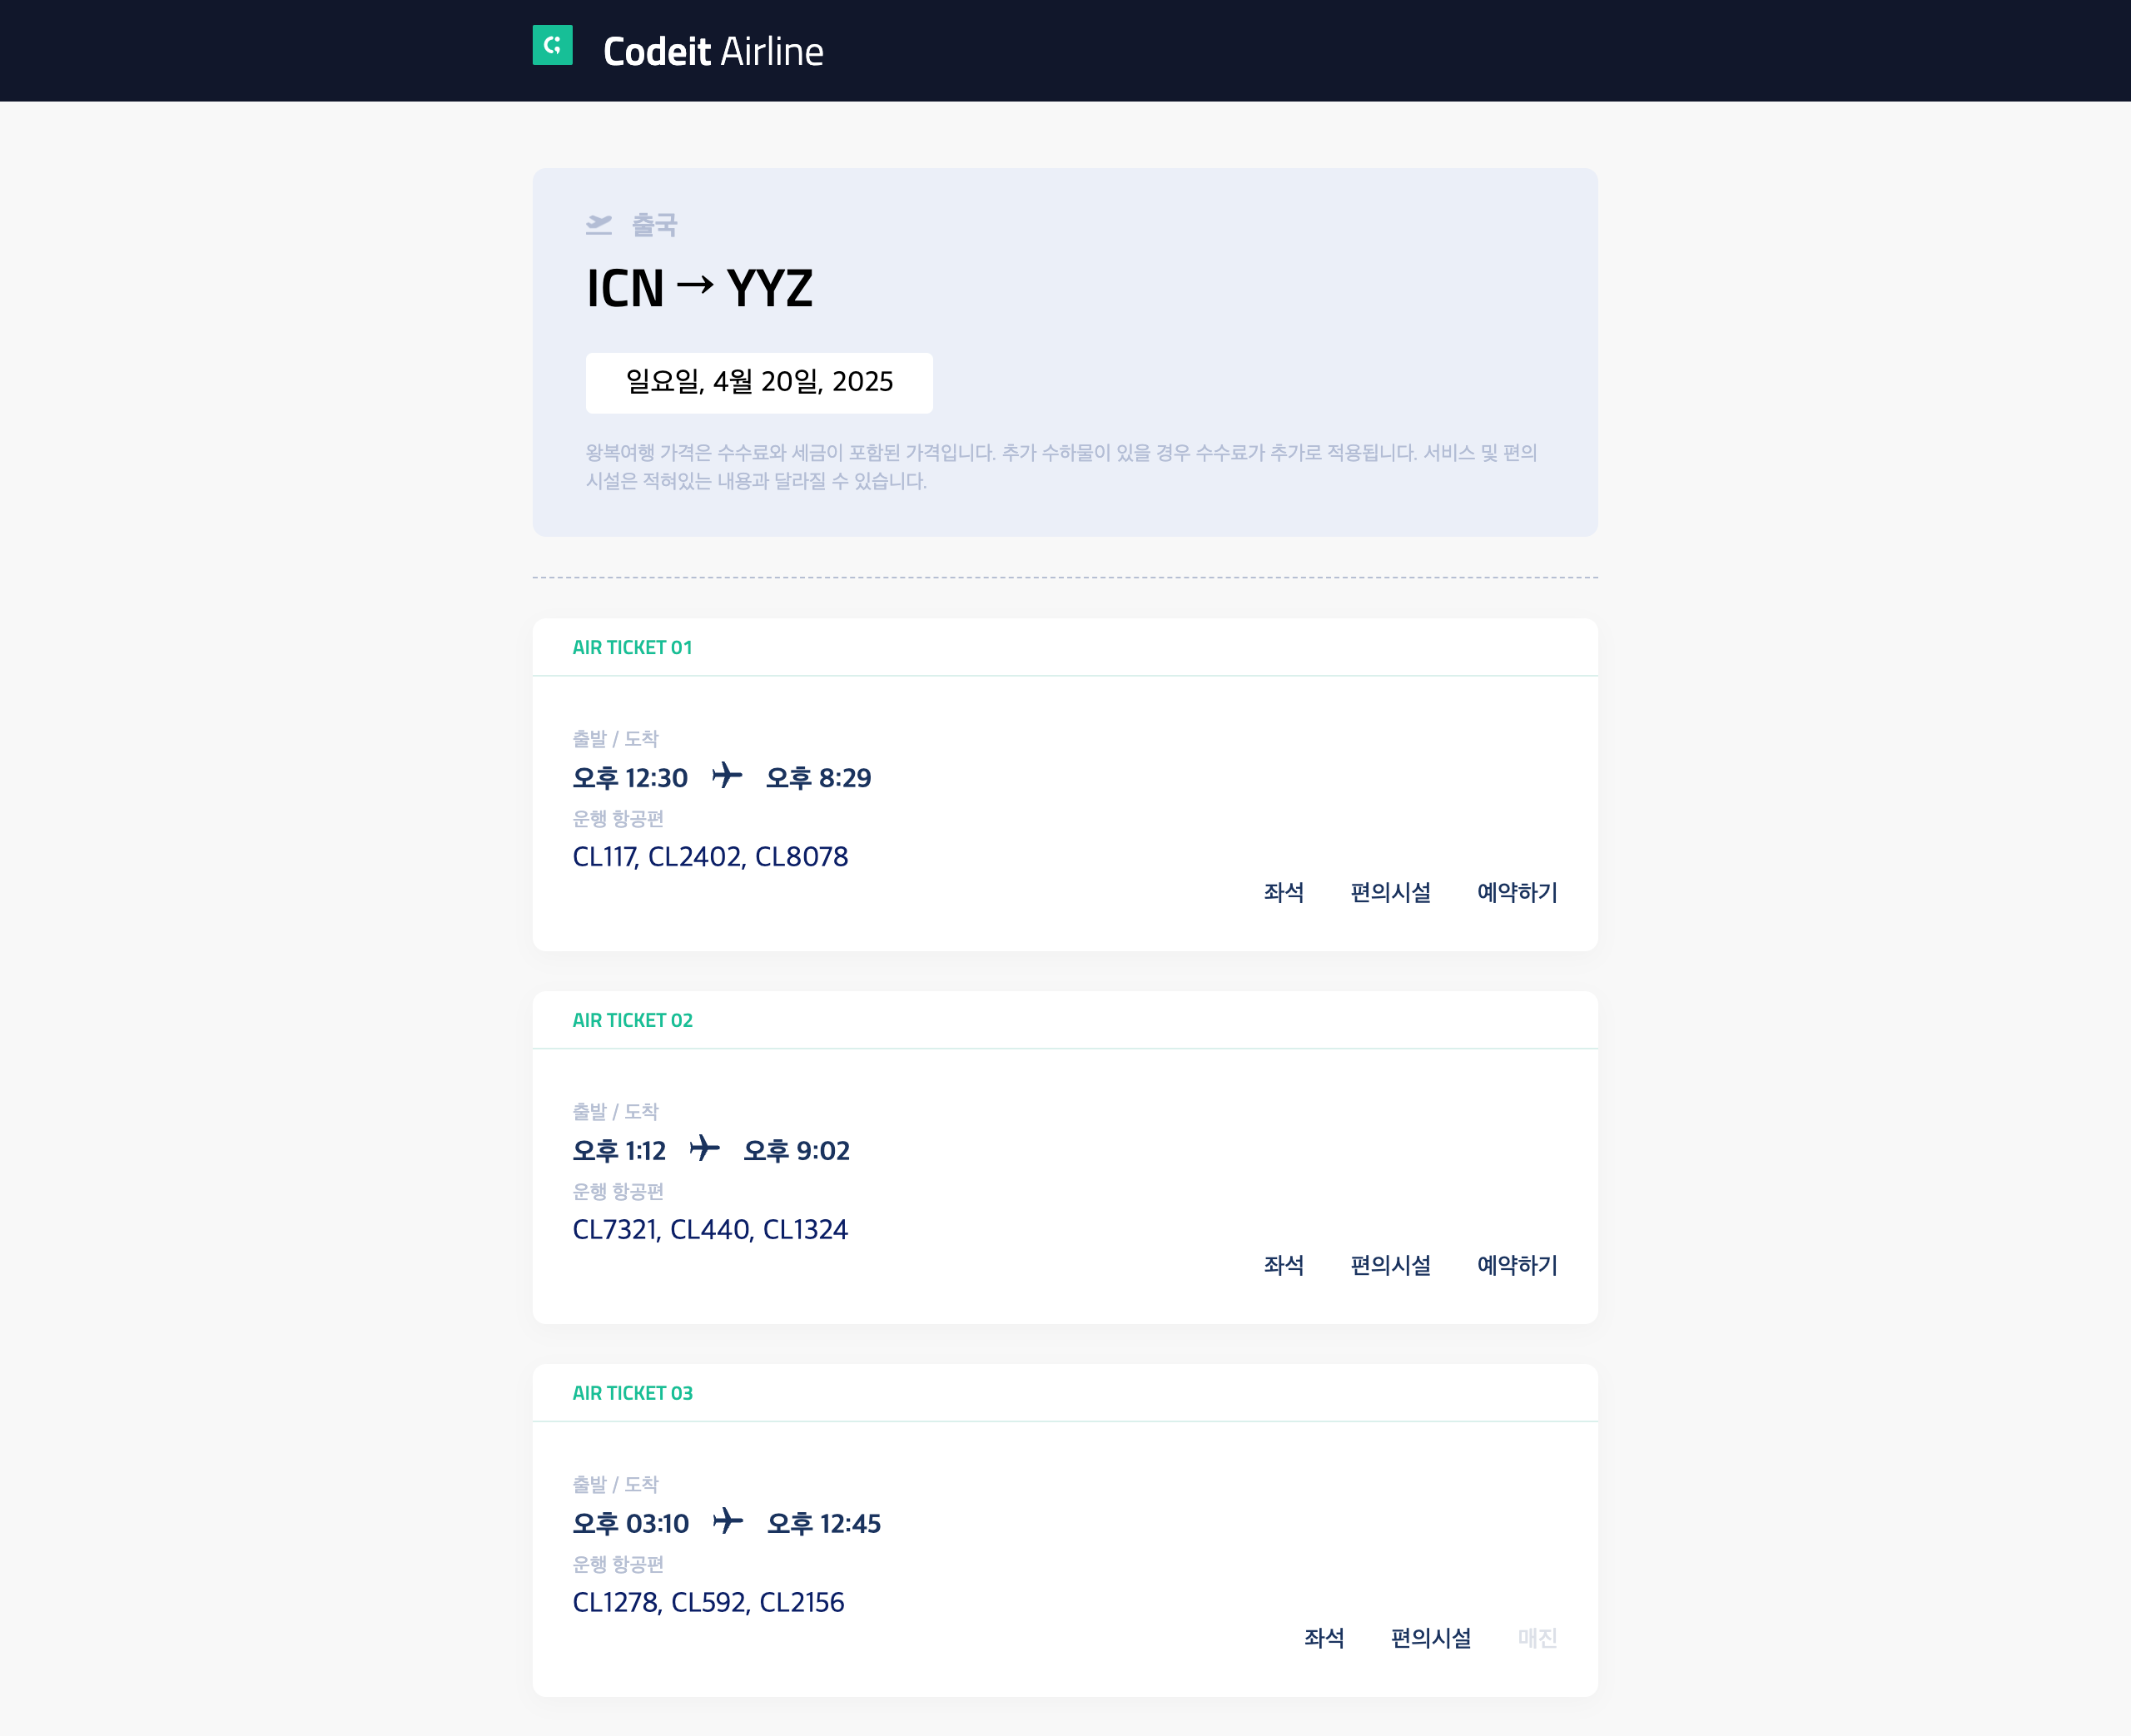 Codeit Airline
출국
ICN → YYZ
일요일, 4월 20일, 2025
왕복여행 가격은 수수료와 세금이 포함된 가격입니다. 추가 수하물이 있을 경우 수수료가 추가로 적용됩니다. 서비스 및 편의
시설은 적혀있는 내용과 달라질 수 있습니다.
AIR TICKET 01
출발 / 도착
오후 12:30 오후 8:29
운행 항공편
CL117, CL2402, CL8078
좌석 편의시설 예약하기
AIR TICKET 02
출발 / 도착
오후 1:12 오후 9:02
운행 항공편
CL7321, CL440, CL1324
좌석 편의시설 예약하기
AIR TICKET 03
출발 / 도착
오후 03:10 오후 12:45
운행 항공편
CL1278, CL592, CL2156
좌석 편의시설 매진